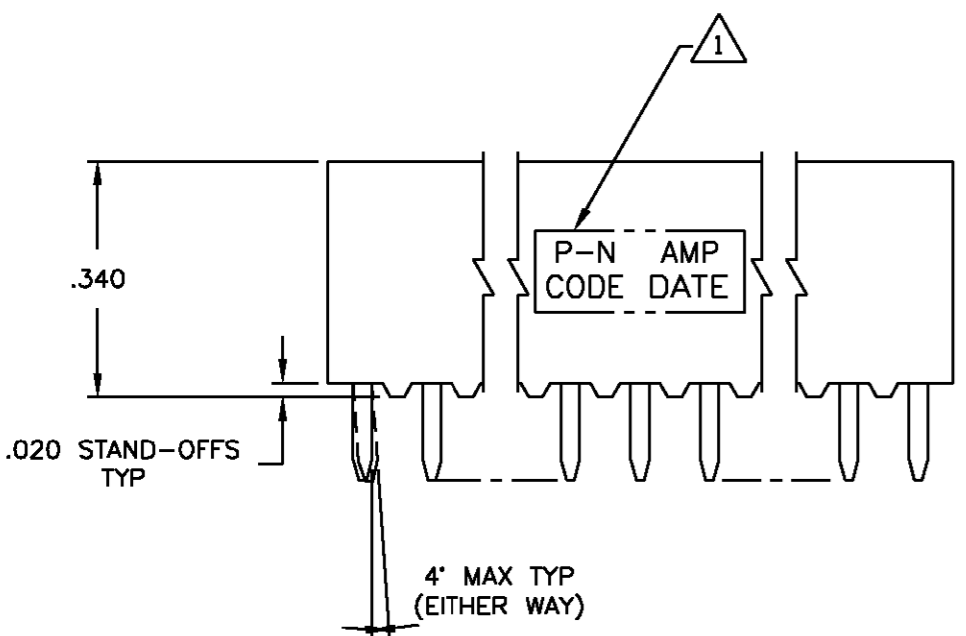 1
P-N AMP
CODE DATE
.340
.020 STAND-OFFS
TYP
4° MAX TYP
(EITHER WAY)